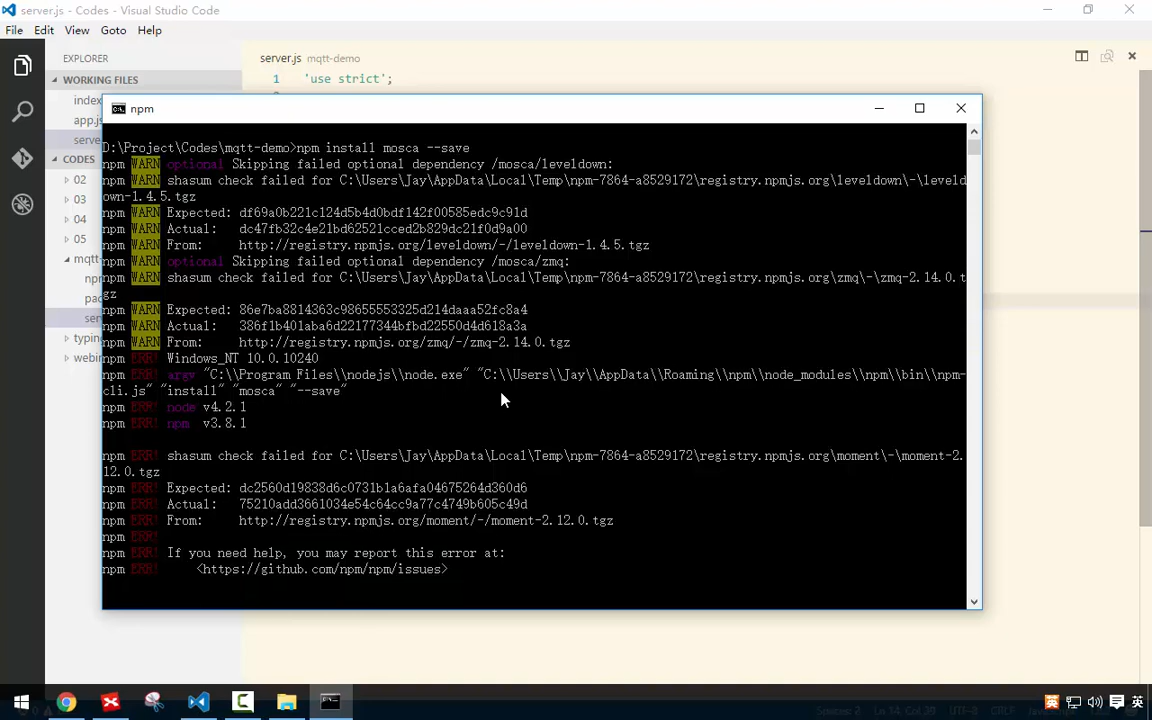 server.js - Codes - Visual Studio Code
File Edit View Goto Help
EXPLORER
server.js mqtt-demo
WORKING FILES
1 'use strict';
index
app.js
serve
CODES
02
03
04
05
mqtt
np
pac
ser
typing
webin
npm
D:\Project\Codes\mqtt-demo>npm install mosca --save
npm WARN optional Skipping failed optional dependency /mosca/leveldown:
npm WARN shasum check failed for C:\Users\Jay\AppData\Local\Temp\npm-7864-a8529172\registry.npmjs.org\leveldown\-\leveld
own-1.4.5.tgz
npm WARN Expected: df69a0b221c124d5b4d0bdf142f00585edc9c91d
npm WARN Actual: dc47fb32c4e21bd62521cced2b829dc21f0d9a00
npm WARN From: http://registry.npmjs.org/leveldown/-/leveldown-1.4.5.tgz
npm WARN optional Skipping failed optional dependency /mosca/zmq:
npm WARN shasum check failed for C:\Users\Jay\AppData\Local\Temp\npm-7864-a8529172\registry.npmjs.org\zmq\-\zmq-2.14.0.t
gz
npm WARN Expected: 86e7ba8814363c98655553325d214daaa52fc8a4
npm WARN Actual: 386f1b401aba6d22177344bfbd22550d4d618a3a
npm WARN From: http://registry.npmjs.org/zmq/-/zmq-2.14.0.tgz
npm ERR! Windows_NT 10.0.10240
npm ERR! argv "C:\\Program Files\\nodejs\\node.exe" "C:\\Users\\Jay\\AppData\\Roaming\\npm\\node_modules\\npm\\bin\\npm-
cli.js" "install" "mosca" "--save"
npm ERR! node v4.2.1
npm ERR! npm v3.8.1
npm ERR! shasum check failed for C:\Users\Jay\AppData\Local\Temp\npm-7864-a8529172\registry.npmjs.org\moment\-\moment-2.
12.0.tgz
npm ERR! Expected: dc2560d19838d6c0731b1a6afa04675264d360d6
npm ERR! Actual: 75210add3661034e54c64cc9a77c4749b605c49d
npm ERR! From: http://registry.npmjs.org/moment/-/moment-2.12.0.tgz
npm ERR!
npm ERR! If you need help, you may report this error at:
npm ERR! <https://github.com/npm/npm/issues>
英